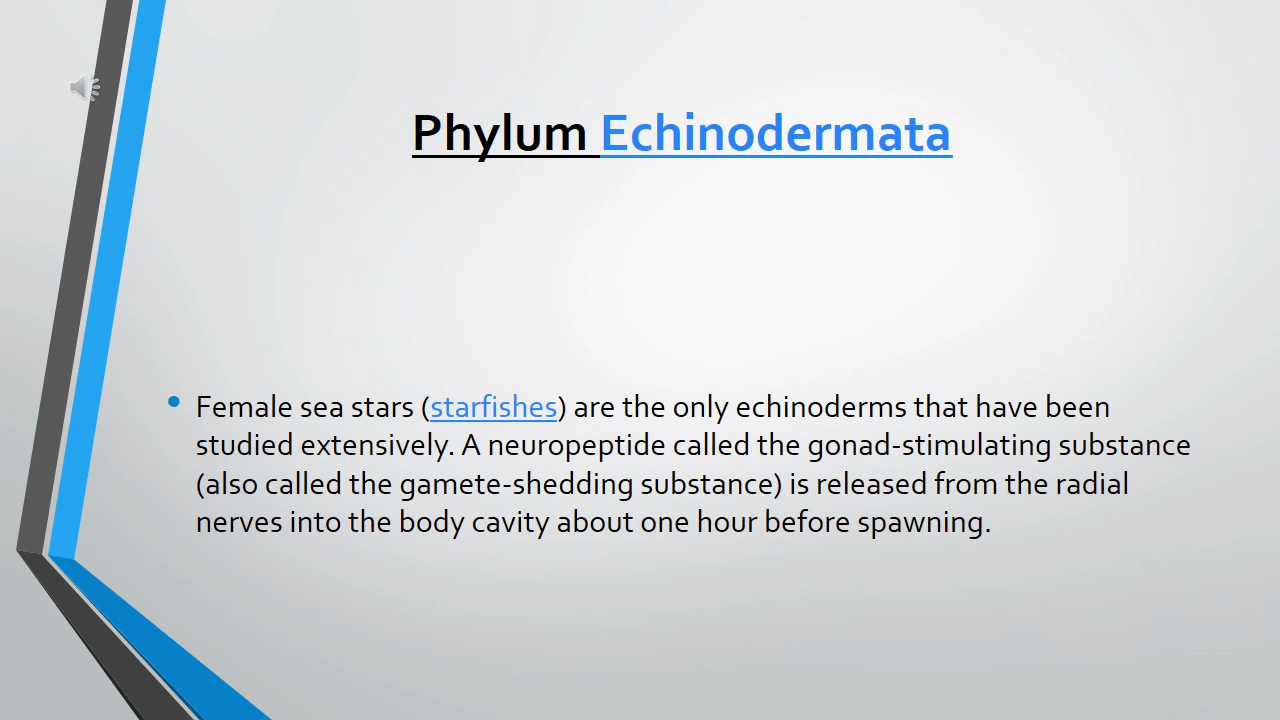 Phylum Echinodermata
• Female sea stars (starfishes) are the only echinoderms that have been
studied extensively. A neuropeptide called the gonad-stimulating substance
(also called the gamete-shedding substance) is released from the radial
nerves into the body cavity about one hour before spawning.